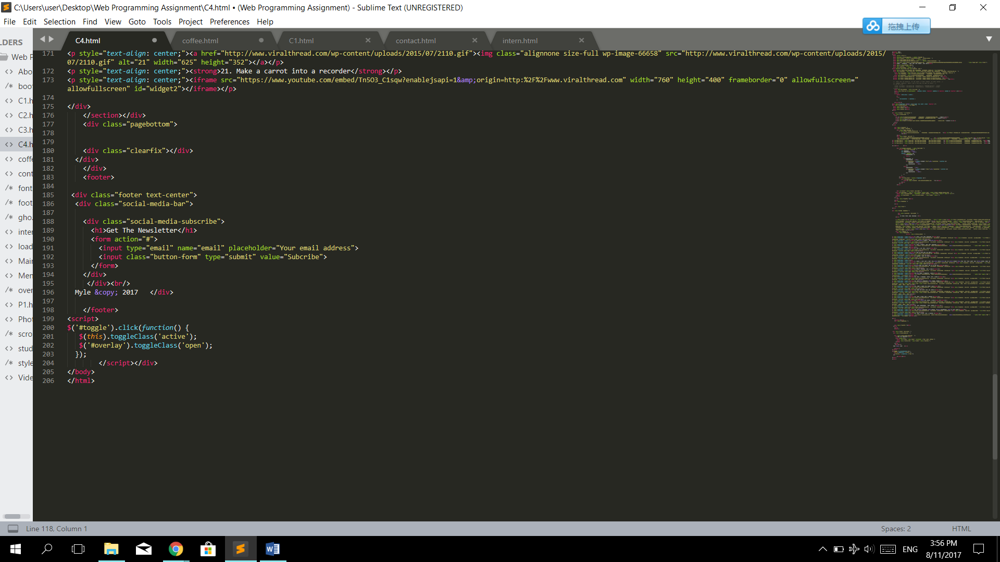 C:\Users\user\Desktop\Web Programming Assignment\C4.html • (Web Programming Assignment) - Sublime Text (UNREGISTERED)
File Edit Selection Find View Goto Tools Project Preferences Help
拖拽上传
LDERS
C4.html
coffee.html
C1.html
contact.html
intern.html
Web P
Abo
boot
C1.h
C2.h
C3.h
C4.h
coffe
cont
font
foot
gho
inter
load
Main
Men
over
P1.h
Phot
scro
stud
style
Vide
171 <p style="text-align: center;"><a href="http://www.viralthread.com/wp-content/uploads/2015/07/2110.gif"><img class="alignnone size-full wp-image-66658" src="http://www.viralthread.com/wp-content/uploads/2015/
07/2110.gif" alt="21" width="625" height="352"></a></p>
172 <p style="text-align: center;"><strong>21. Make a carrot into a recorder</strong></p>
173 <p style="text-align: center;"><iframe src="https://www.youtube.com/embed/Tn5O3_C1sqw?enablejsapi=1&amp;origin=http:%2F%2Fwww.viralthread.com" width="760" height="400" frameborder="0" allowfullscreen="
allowfullscreen" id="widget2"></iframe></p>
174
175 </div>
176 </section></div>
177 <div class="pagebottom">
178
179
180 <div class="clearfix"></div>
181 </div>
182 </div>
183 <footer>
184
185 <div class="footer text-center">
186 <div class="social-media-bar">
187
188 <div class="social-media-subscribe">
189 <h1>Get The Newsletter</h1>
190 <form action="#">
191 <input type="email" name="email" placeholder="Your email address">
192 <input class="button-form" type="submit" value="Subcribe">
193 </form>
194 </div>
195 </div><br/>
196 Myle &copy; 2017 </div>
197
198 </footer>
199 <script>
200 $('#toggle').click(function() {
201 $(this).toggleClass('active');
202 $('#overlay').toggleClass('open');
203 });
204 </script></div>
205 </body>
206 </html>
Line 118, Column 1
Spaces: 2
HTML
ENG
3:56 PM
8/11/2017